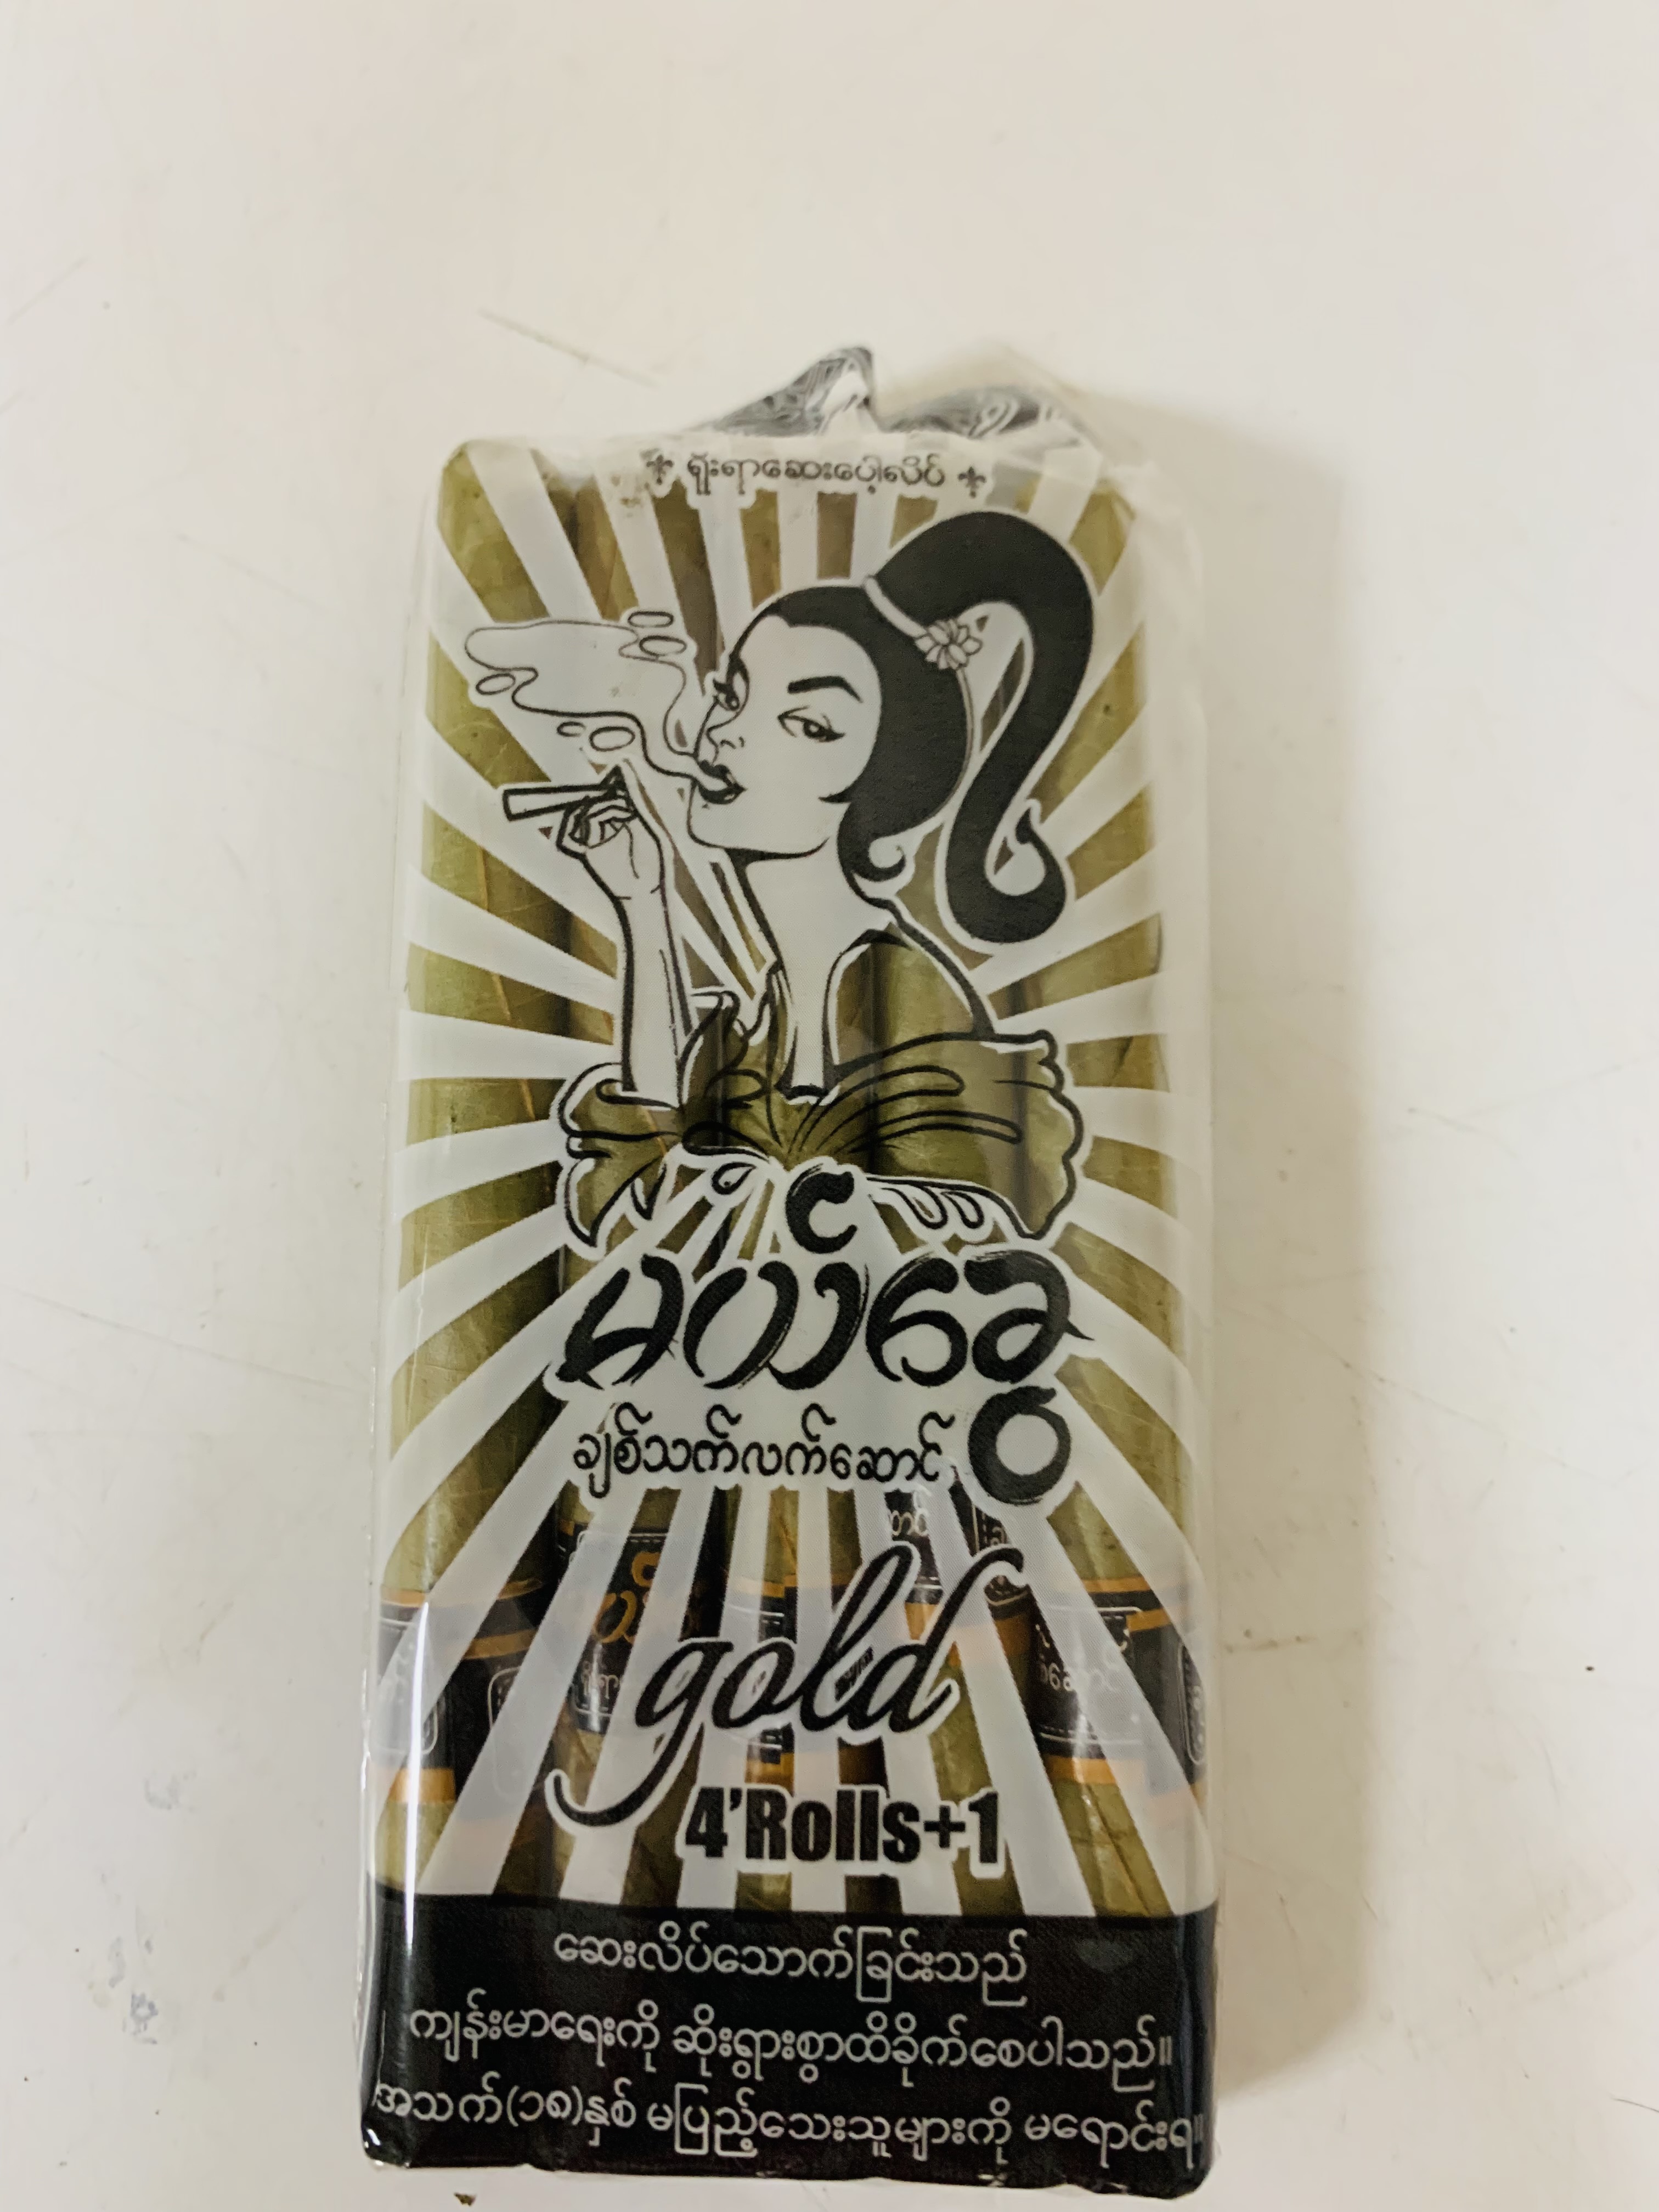 ရိုးရာဆေးပေါ့လိပ်
မယ်ခွေ
ချစ်သက်လက်ဆောင်
gold
4'Rolls+1
ဆေးလိပ်သောက်ခြင်းသည်
ကျန်းမာရေးကို ဆိုးရွားစွာထိခိုက်စေပါသည်။
အသက်(၁၈)နှစ် မပြည့်သေးသူများကို မရောင်းရ။